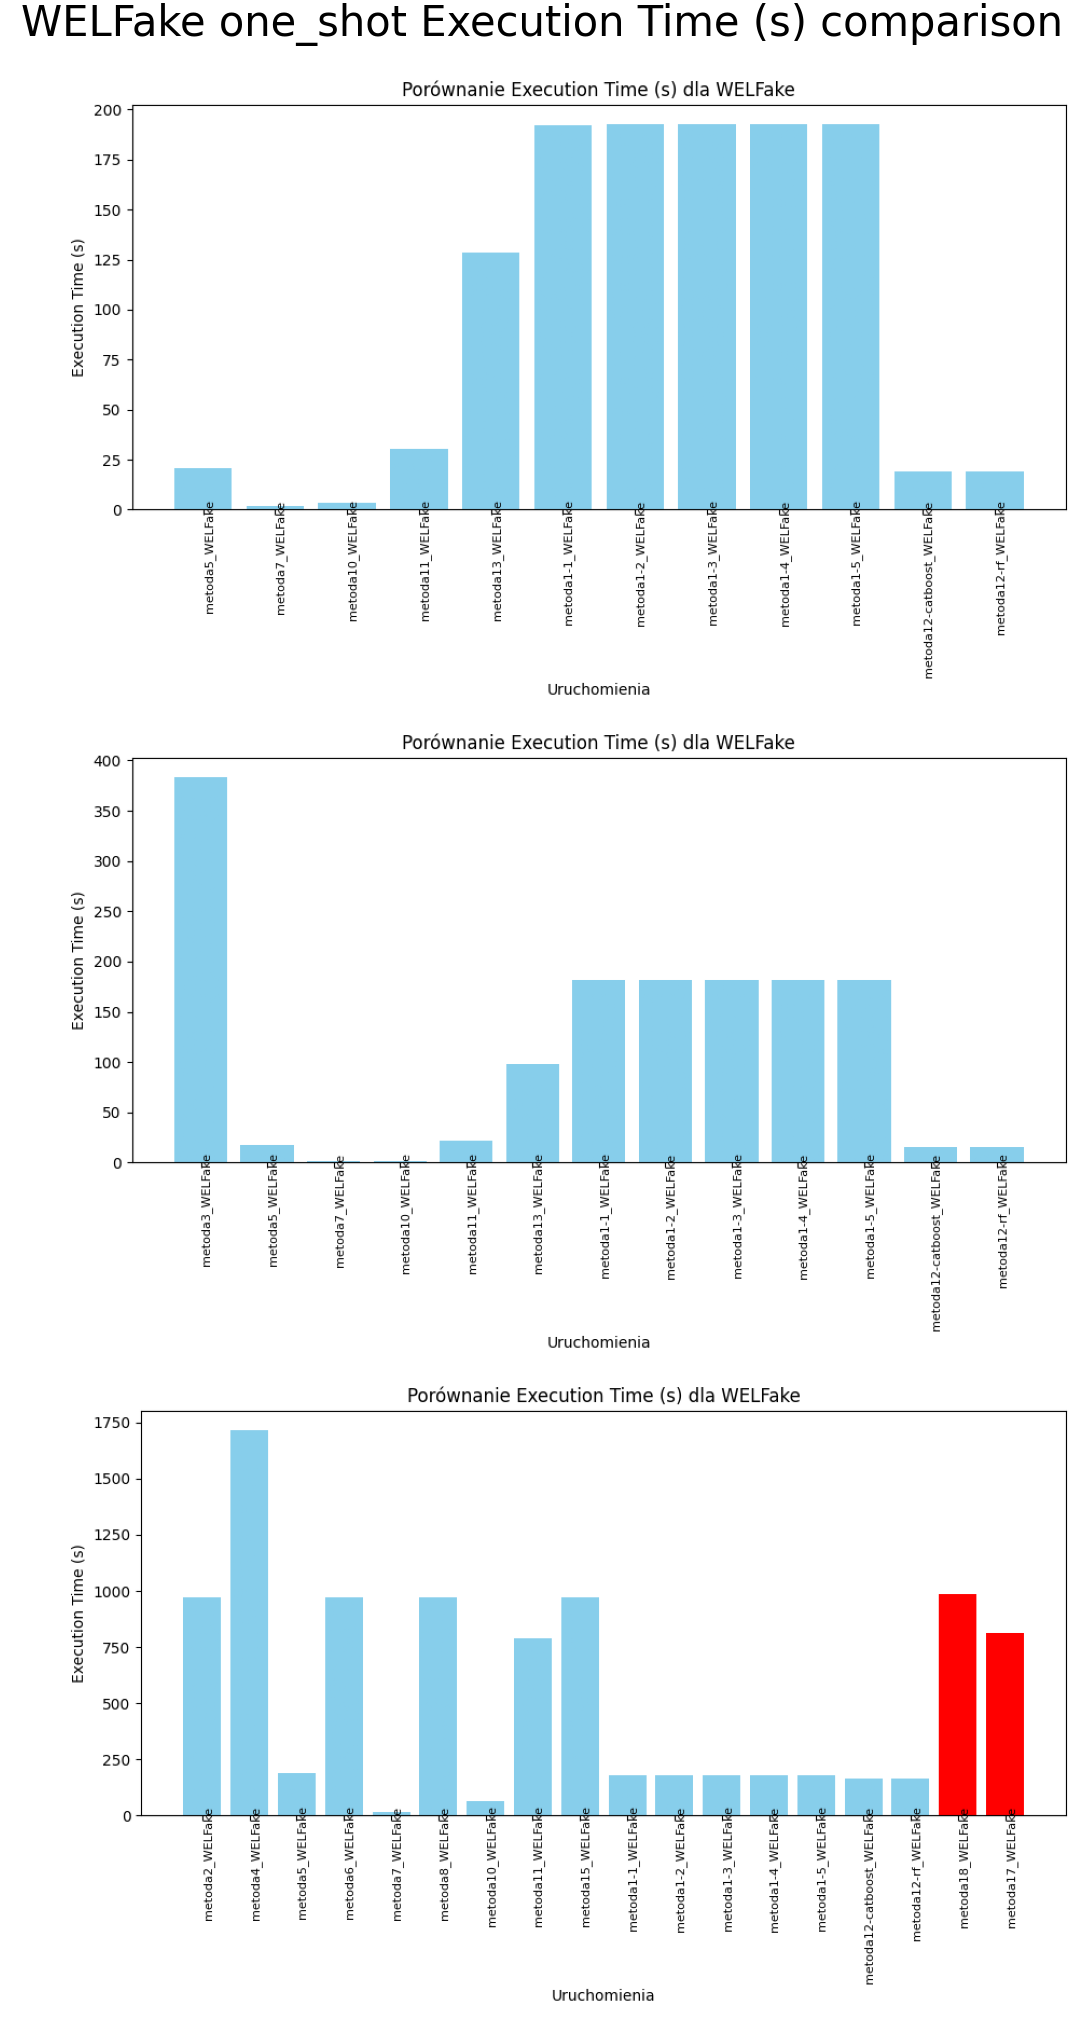 WELFake one_shot Execution Time (s) comparison
Porównanie Execution Time (s) dla WELFake
200
175
150
125
100
75
50
25
0
Execution Time (s)
metoda5_WELFake
metoda7_WELFake
metoda10_WELFake
metoda11_WELFake
metoda13_WELFake
metoda1-1_WELFake
metoda1-2_WELFake
metoda1-3_WELFake
metoda1-4_WELFake
metoda1-5_WELFake
metoda12-catboost_WELFake
metoda12-rf_WELFake
Uruchomienia
Porównanie Execution Time (s) dla WELFake
400
350
300
250
200
150
100
50
0
Execution Time (s)
metoda3_WELFake
metoda5_WELFake
metoda7_WELFake
metoda10_WELFake
metoda11_WELFake
metoda13_WELFake
metoda1-1_WELFake
metoda1-2_WELFake
metoda1-3_WELFake
metoda1-4_WELFake
metoda1-5_WELFake
metoda12-catboost_WELFake
metoda12-rf_WELFake
Uruchomienia
Porównanie Execution Time (s) dla WELFake
1750
1500
1250
1000
750
500
250
0
Execution Time (s)
metoda2_WELFake
metoda4_WELFake
metoda5_WELFake
metoda6_WELFake
metoda7_WELFake
metoda8_WELFake
metoda10_WELFake
metoda11_WELFake
metoda15_WELFake
metoda1-1_WELFake
metoda1-2_WELFake
metoda1-3_WELFake
metoda1-4_WELFake
metoda1-5_WELFake
metoda12-catboost_WELFake
metoda12-rf_WELFake
metoda18_WELFake
metoda17_WELFake
Uruchomienia